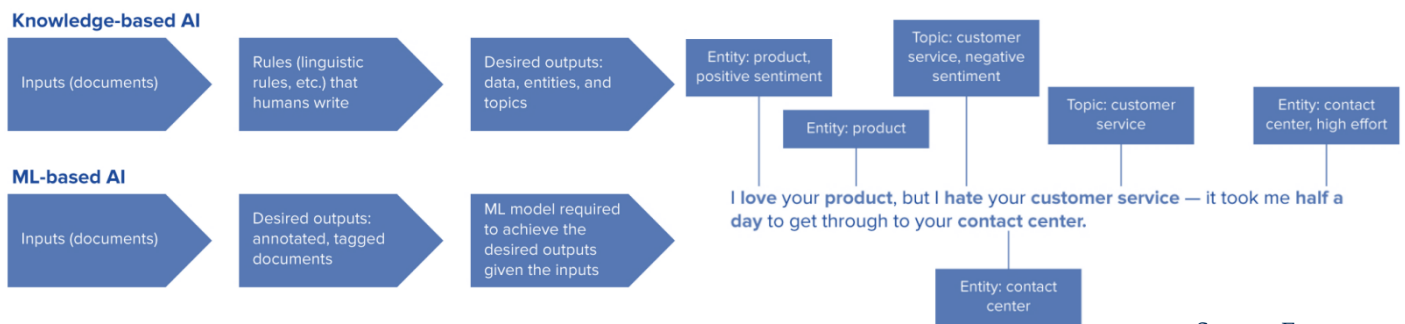 Knowledge-based AI
Inputs (documents)
Rules (linguistic
rules, etc.) that
humans write
Desired outputs:
data, entities, and
topics
ML-based AI
Inputs (documents)
Desired outputs:
annotated, tagged
documents
ML model required
to achieve the
desired outputs
given the inputs
Entity: product,
positive sentiment
Entity: product
Topic: customer
service, negative
sentiment
Topic: customer
service
Entity: contact
center, high effort
I love your product, but I hate your customer service — it took me half a
day to get through to your contact center.
Entity: contact
center